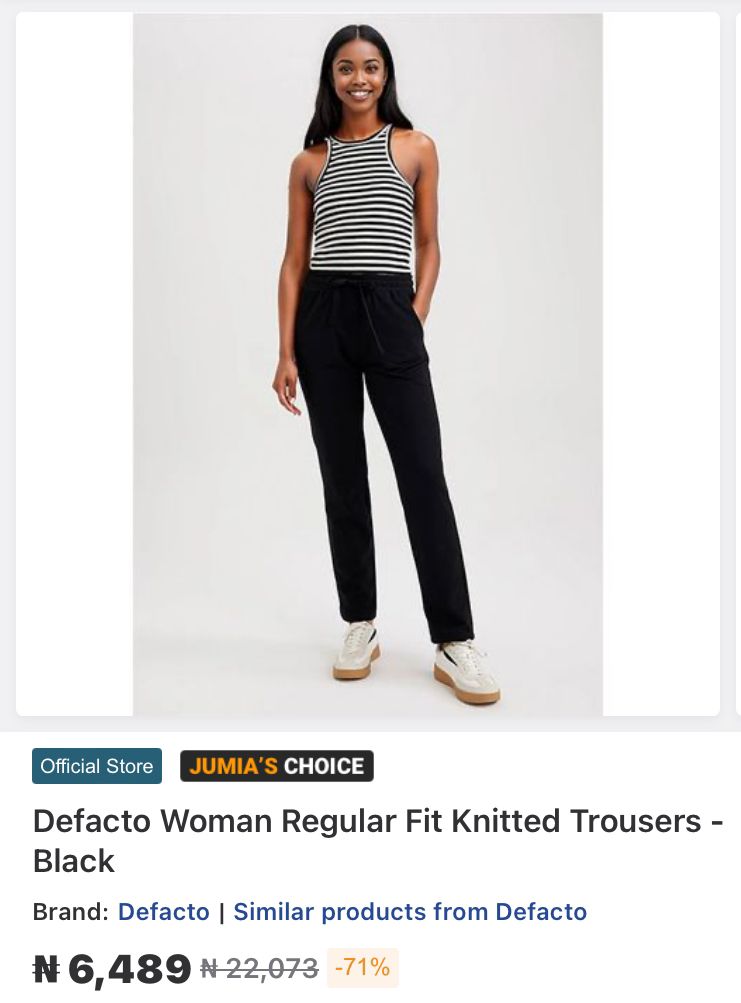 Official Store
JUMIA'S CHOICE
Defacto Woman Regular Fit Knitted Trousers -
Black
Brand: Defacto | Similar products from Defacto
₦ 6,489 ₦ 22,073 -71%